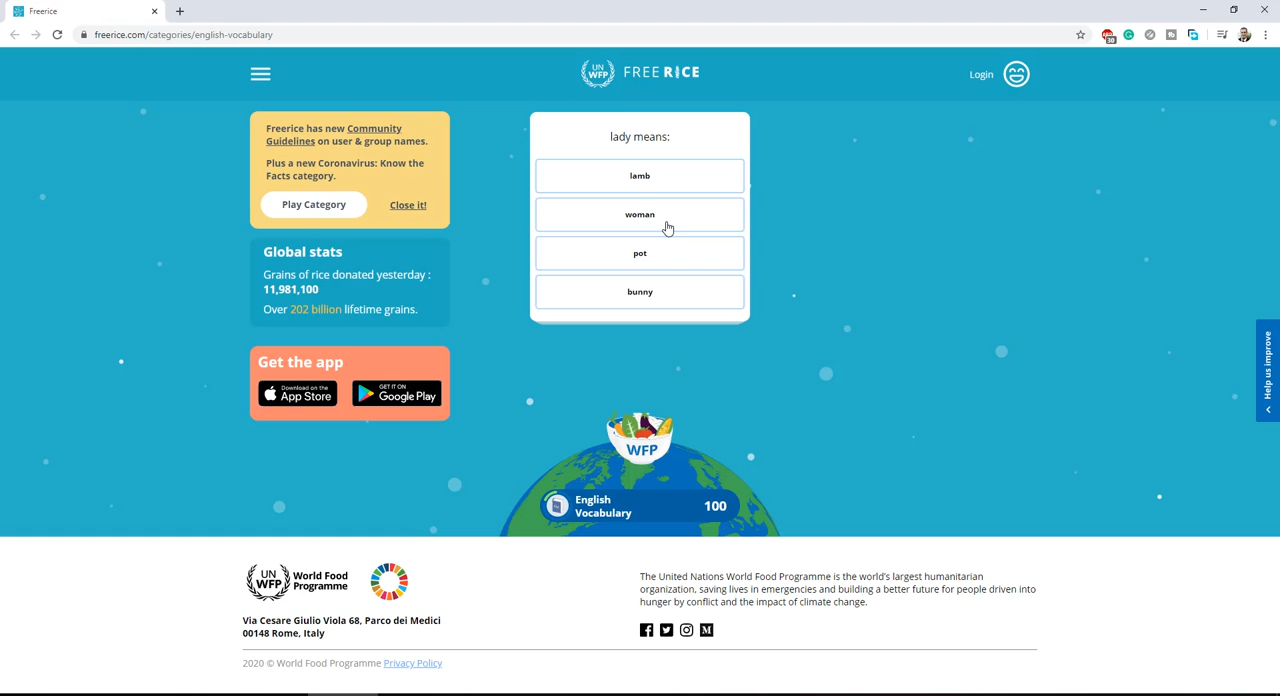 Freerice
freerice.com/categories/english-vocabulary
30
UN
WFP
FREERICE
Login
Freerice has new Community
Guidelines on user & group names.
Plus a new Coronavirus: Know the
Facts category.
Play Category
Close it!
Global stats
Grains of rice donated yesterday :
11,981,100
Over 202 billion lifetime grains.
Get the app
Download on the
App Store
GET IT ON
Google Play
lady means:
lamb
woman
pot
bunny
Help us improve
WFP
English
Vocabulary
100
UN
WFP
World Food
Programme
Via Cesare Giulio Viola 68, Parco dei Medici
00148 Rome, Italy
The United Nations World Food Programme is the world's largest humanitarian
organization, saving lives in emergencies and building a better future for people driven into
hunger by conflict and the impact of climate change.
2020 © World Food Programme Privacy Policy